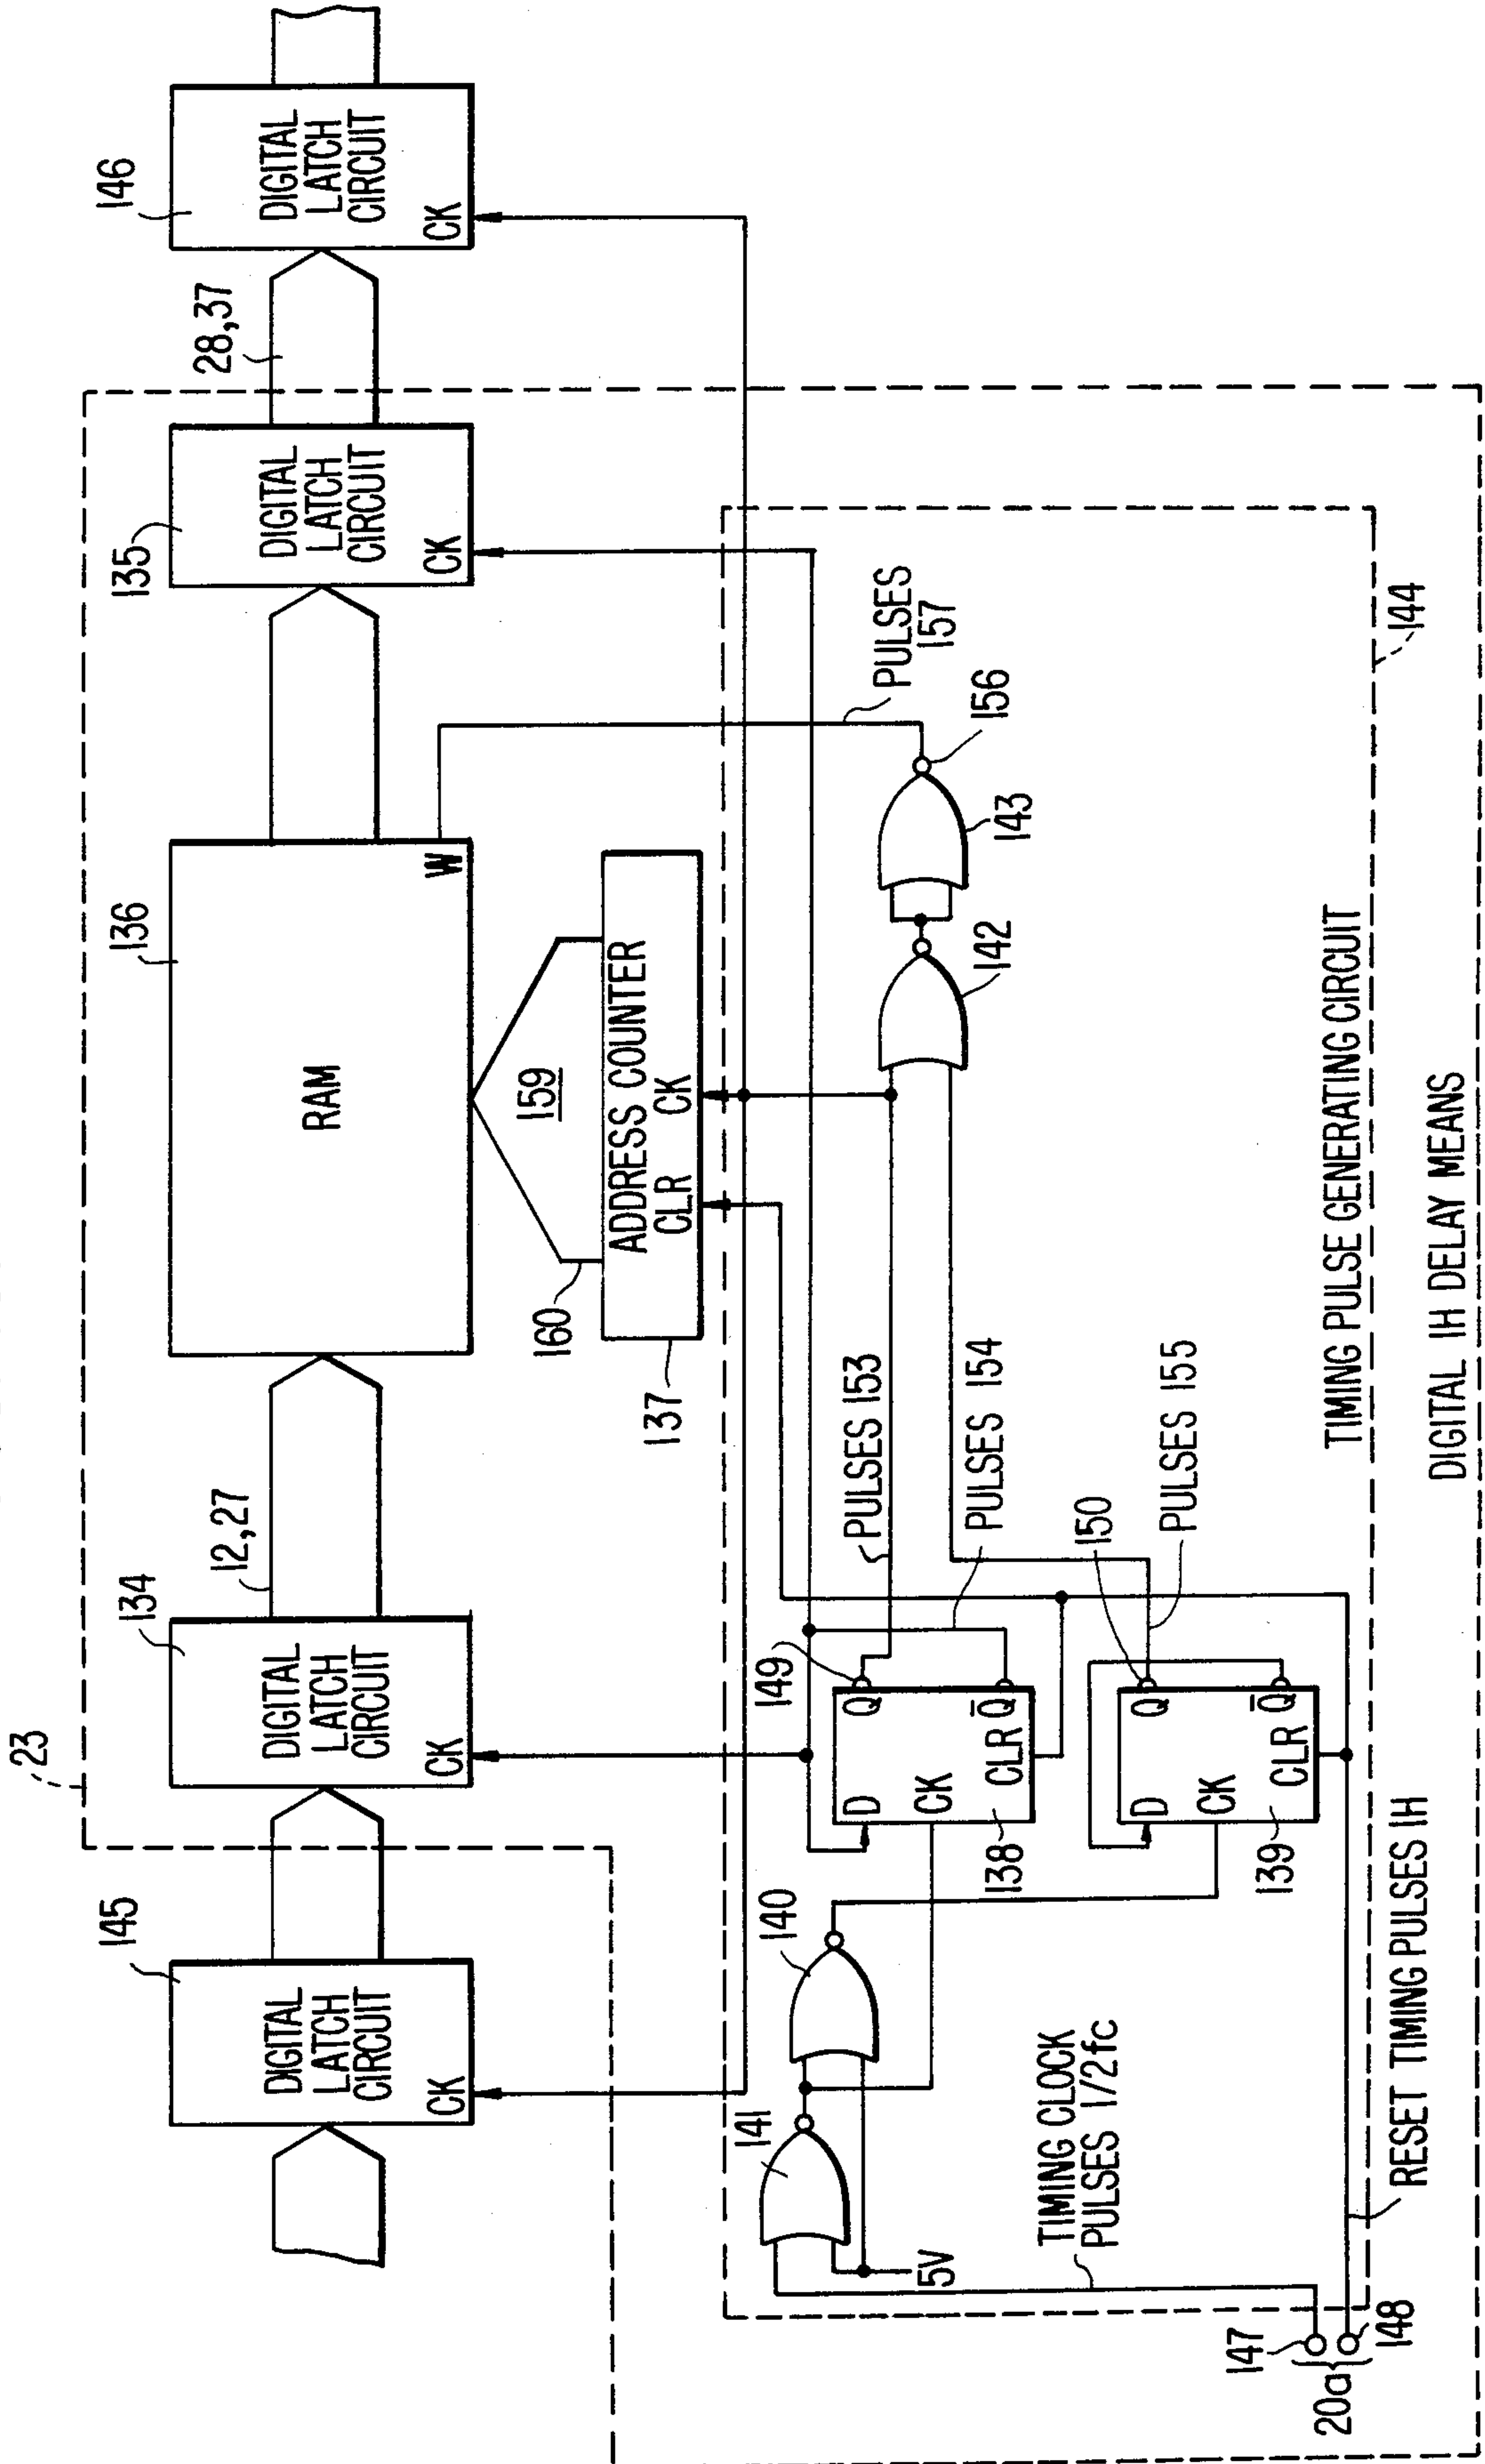 23
145
DIGITAL
LATCH
CIRCUIT
CK
134
DIGITAL
LATCH
CIRCUIT
CK
12,27
136
RAM
W
135
DIGITAL
LATCH
CIRCUIT
CK
28,37
146
DIGITAL
LATCH
CIRCUIT
CK
159
160
ADDRESS COUNTER
CLR CK
137
PULSES
157
156
143
142
PULSES 153
PULSES 154
PULSES 155
149
D
Q
CK
Q̅
CLR
138
150
D
Q
CK
Q̅
CLR
139
140
141
5V
TIMING CLOCK
PULSES 1/2fc
147
148
20a
RESET TIMING PULSES 1H
TIMING PULSE GENERATING CIRCUIT
144
DIGITAL 1H DELAY MEANS